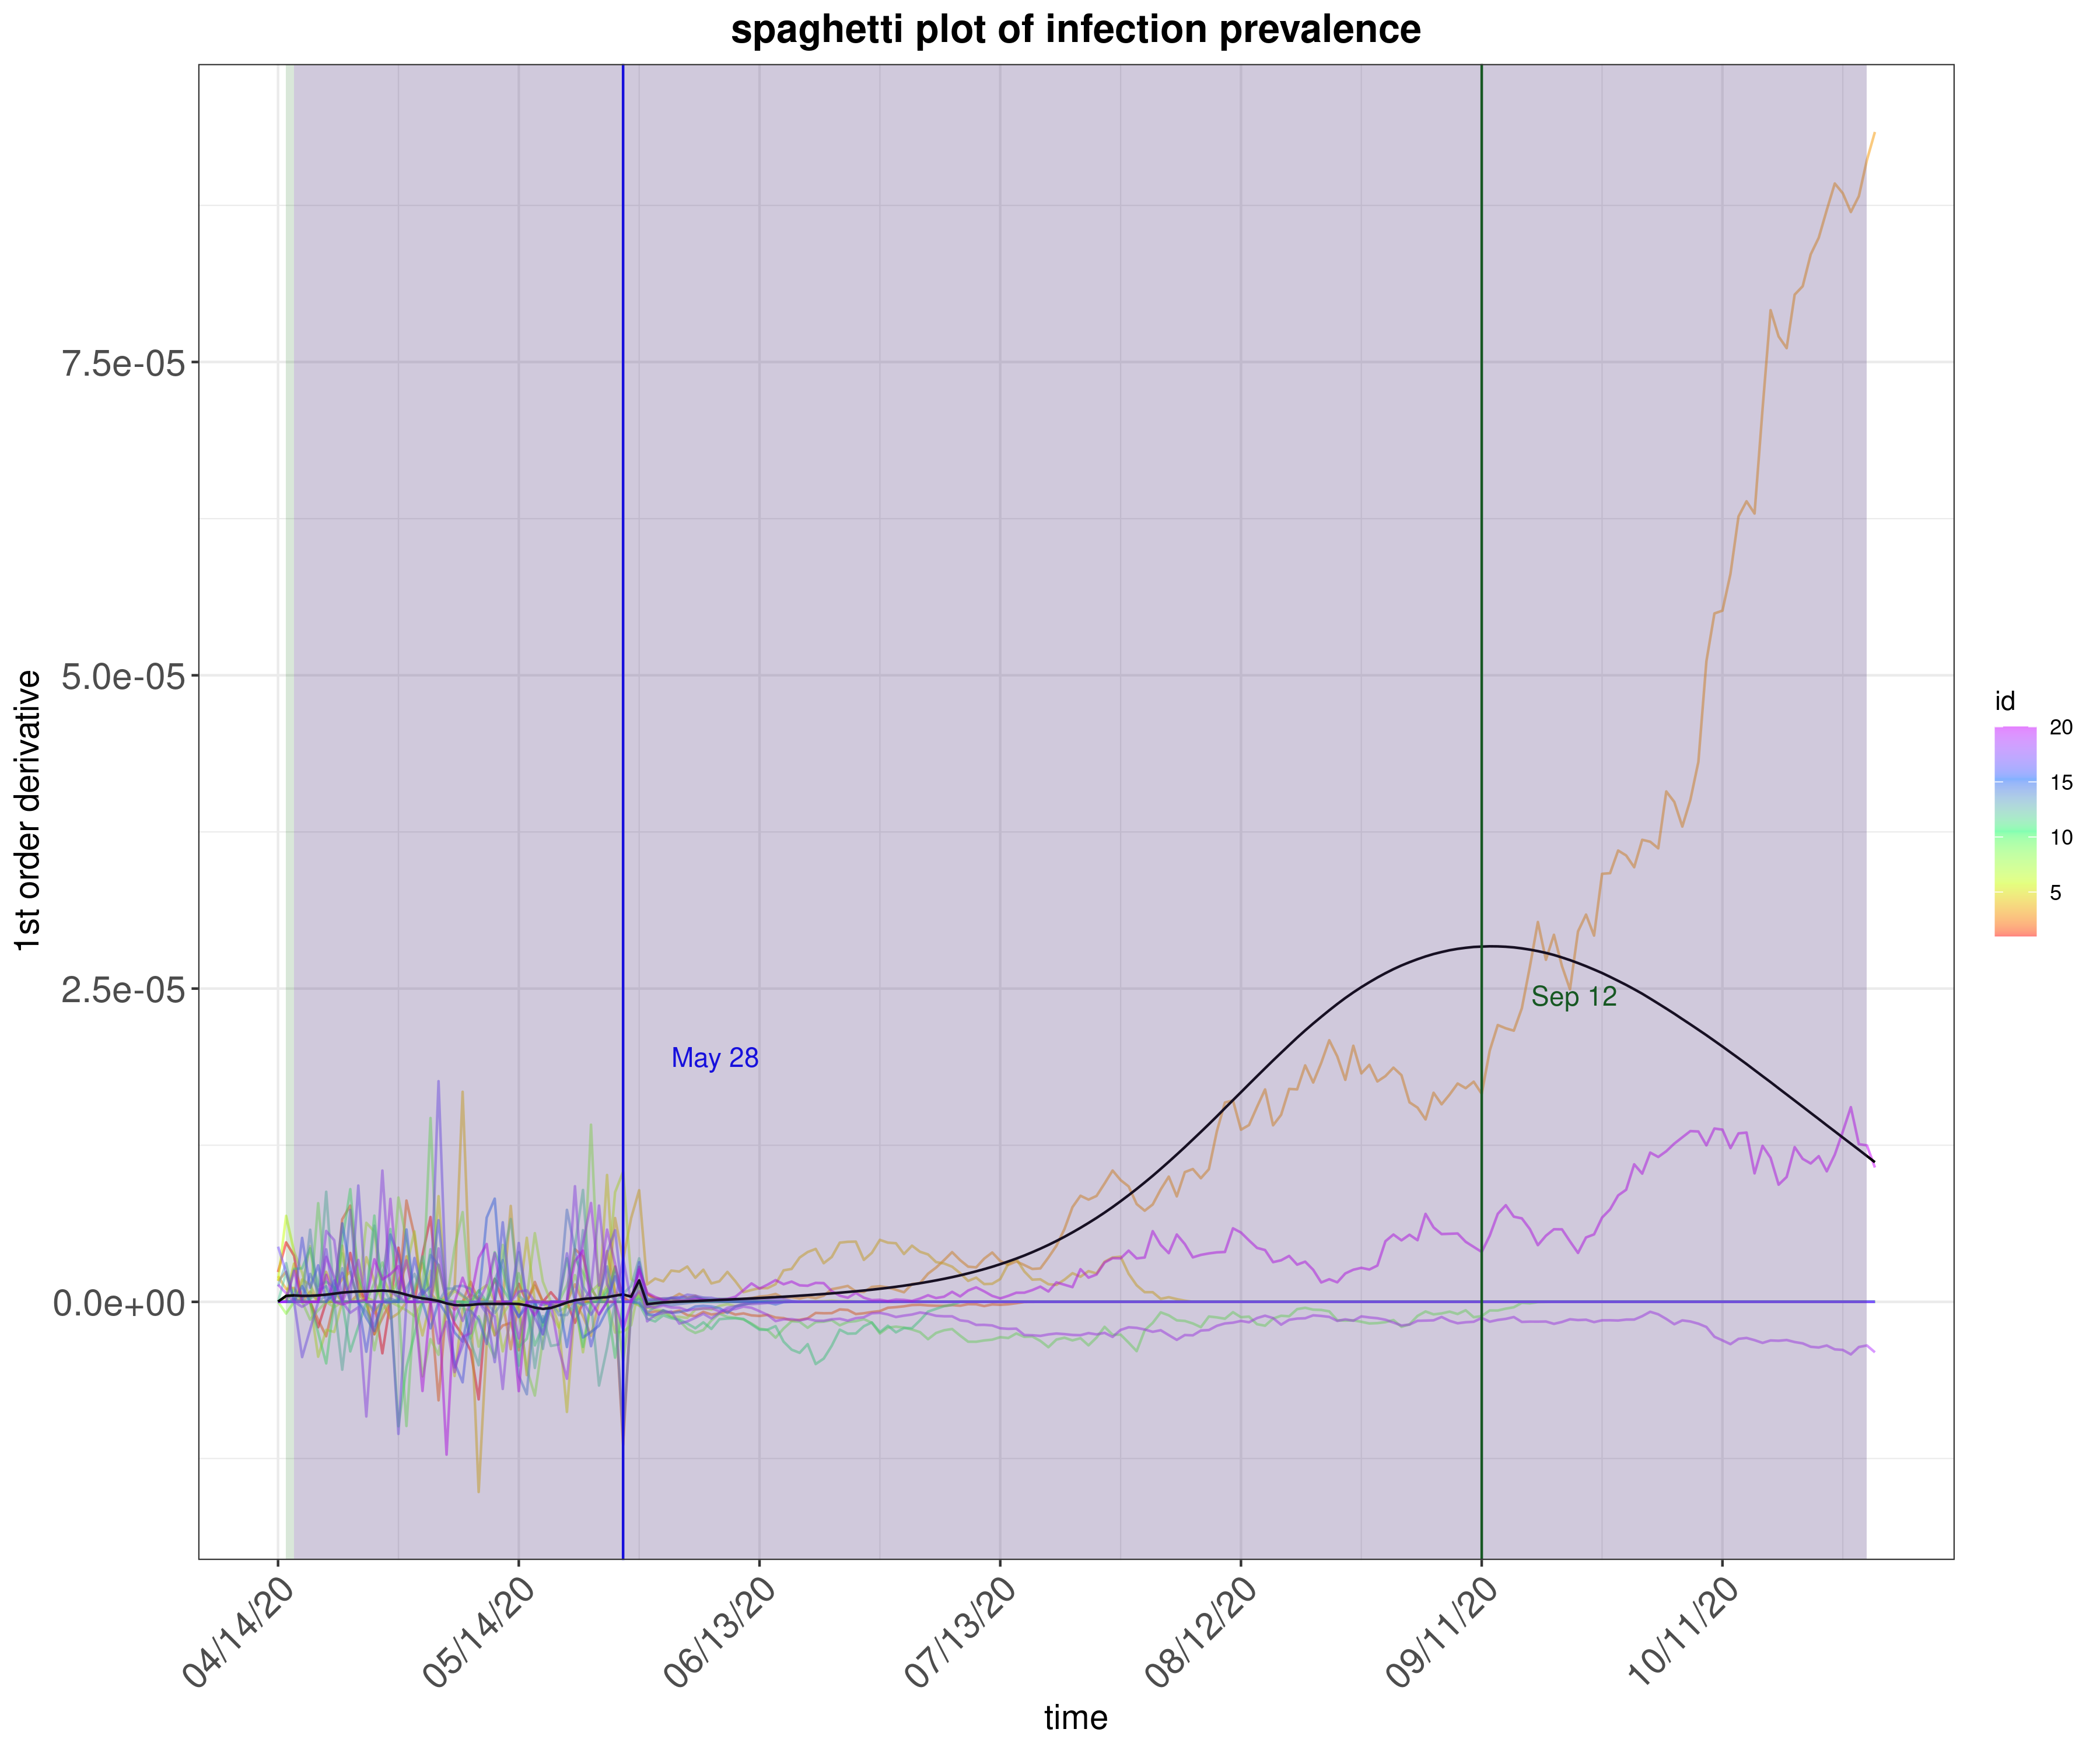 spaghetti plot of infection prevalence
1st order derivative
7.5e-05
5.0e-05
2.5e-05
0.0e+00
May 28
Sep 12
04/14/20
05/14/20
06/13/20
07/13/20
08/12/20
09/11/20
10/11/20
time
id
20
15
10
5